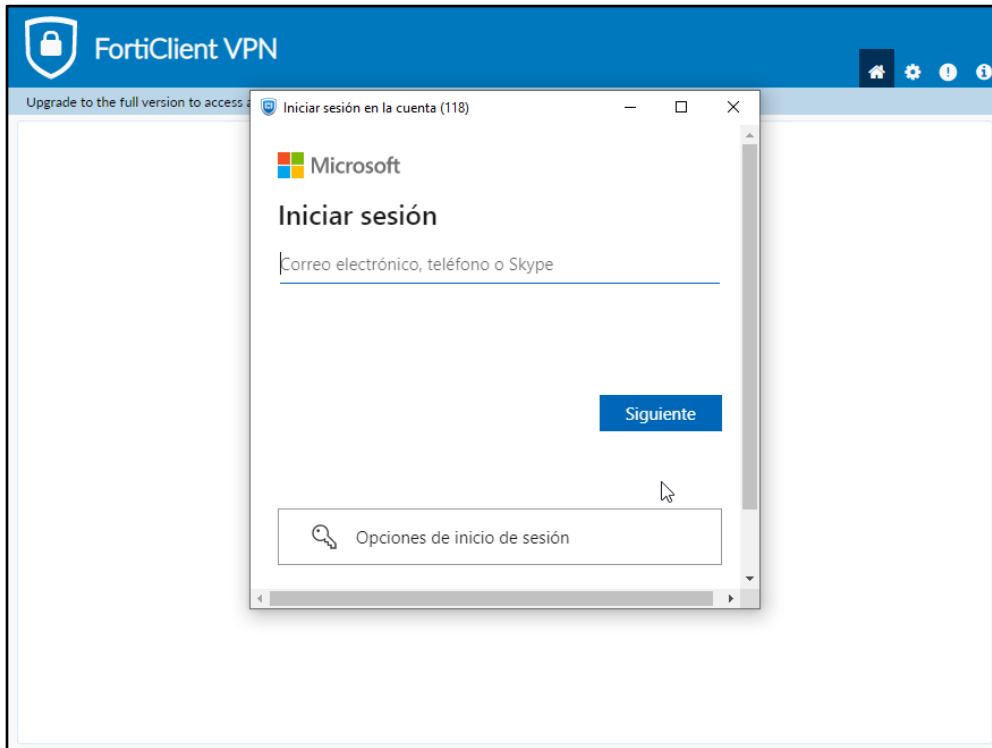 FortiClient VPN
Upgrade to the full version to access
Iniciar sesión en la cuenta (118)
Microsoft
Iniciar sesión
Correo electrónico, teléfono o Skype
Siguiente
Opciones de inicio de sesión